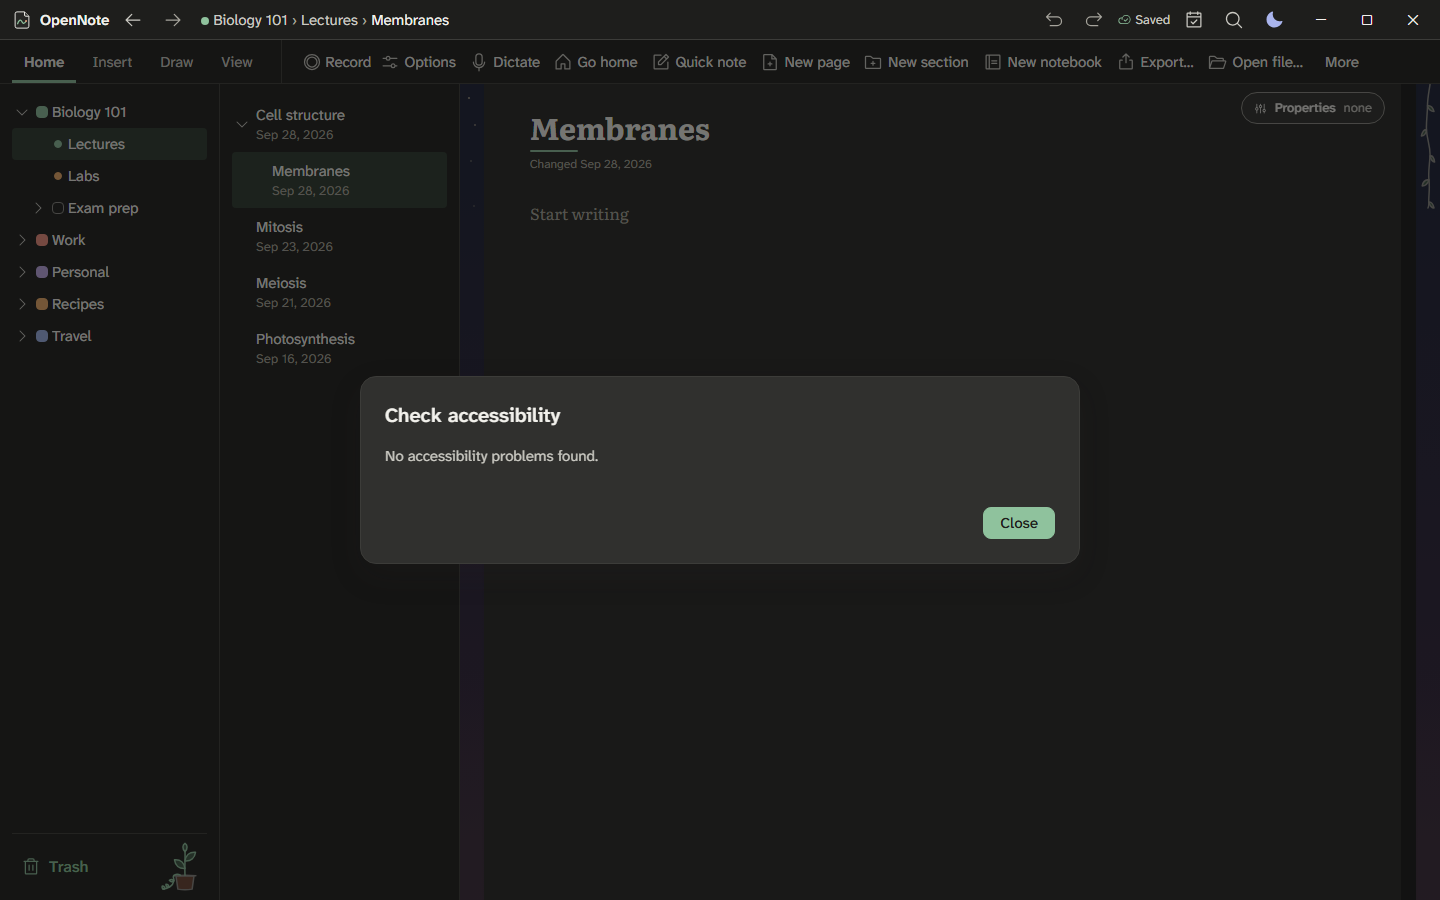 OpenNote
Biology 101 › Lectures › Membranes
Saved
Home
Insert
Draw
View
Record
Options
Dictate
Go home
Quick note
New page
New section
New notebook
Export...
Open file...
More
Biology 101
Lectures
Labs
Exam prep
Work
Personal
Recipes
Travel
Trash
Cell structure
Sep 28, 2026
Membranes
Sep 28, 2026
Mitosis
Sep 23, 2026
Meiosis
Sep 21, 2026
Photosynthesis
Sep 16, 2026
Properties none
Membranes
Changed Sep 28, 2026
Start writing
Check accessibility
No accessibility problems found.
Close